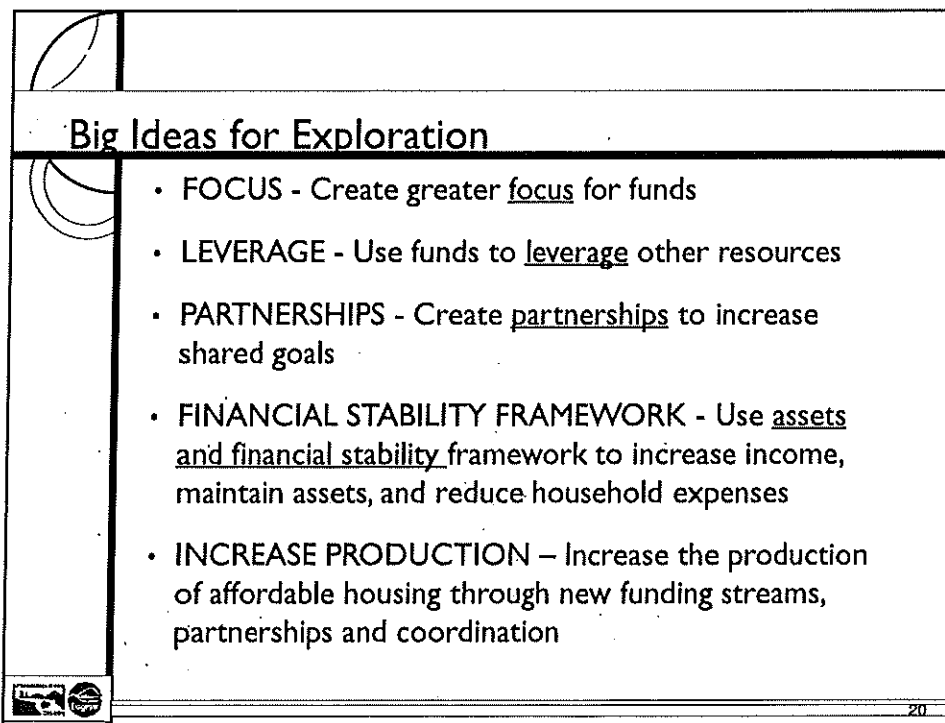 Big Ideas for Exploration
• FOCUS - Create greater focus for funds
• LEVERAGE - Use funds to leverage other resources
• PARTNERSHIPS - Create partnerships to increase
shared goals
• FINANCIAL STABILITY FRAMEWORK - Use assets
and financial stability framework to increase income,
maintain assets, and reduce household expenses
• INCREASE PRODUCTION – Increase the production
of affordable housing through new funding streams,
partnerships and coordination
20